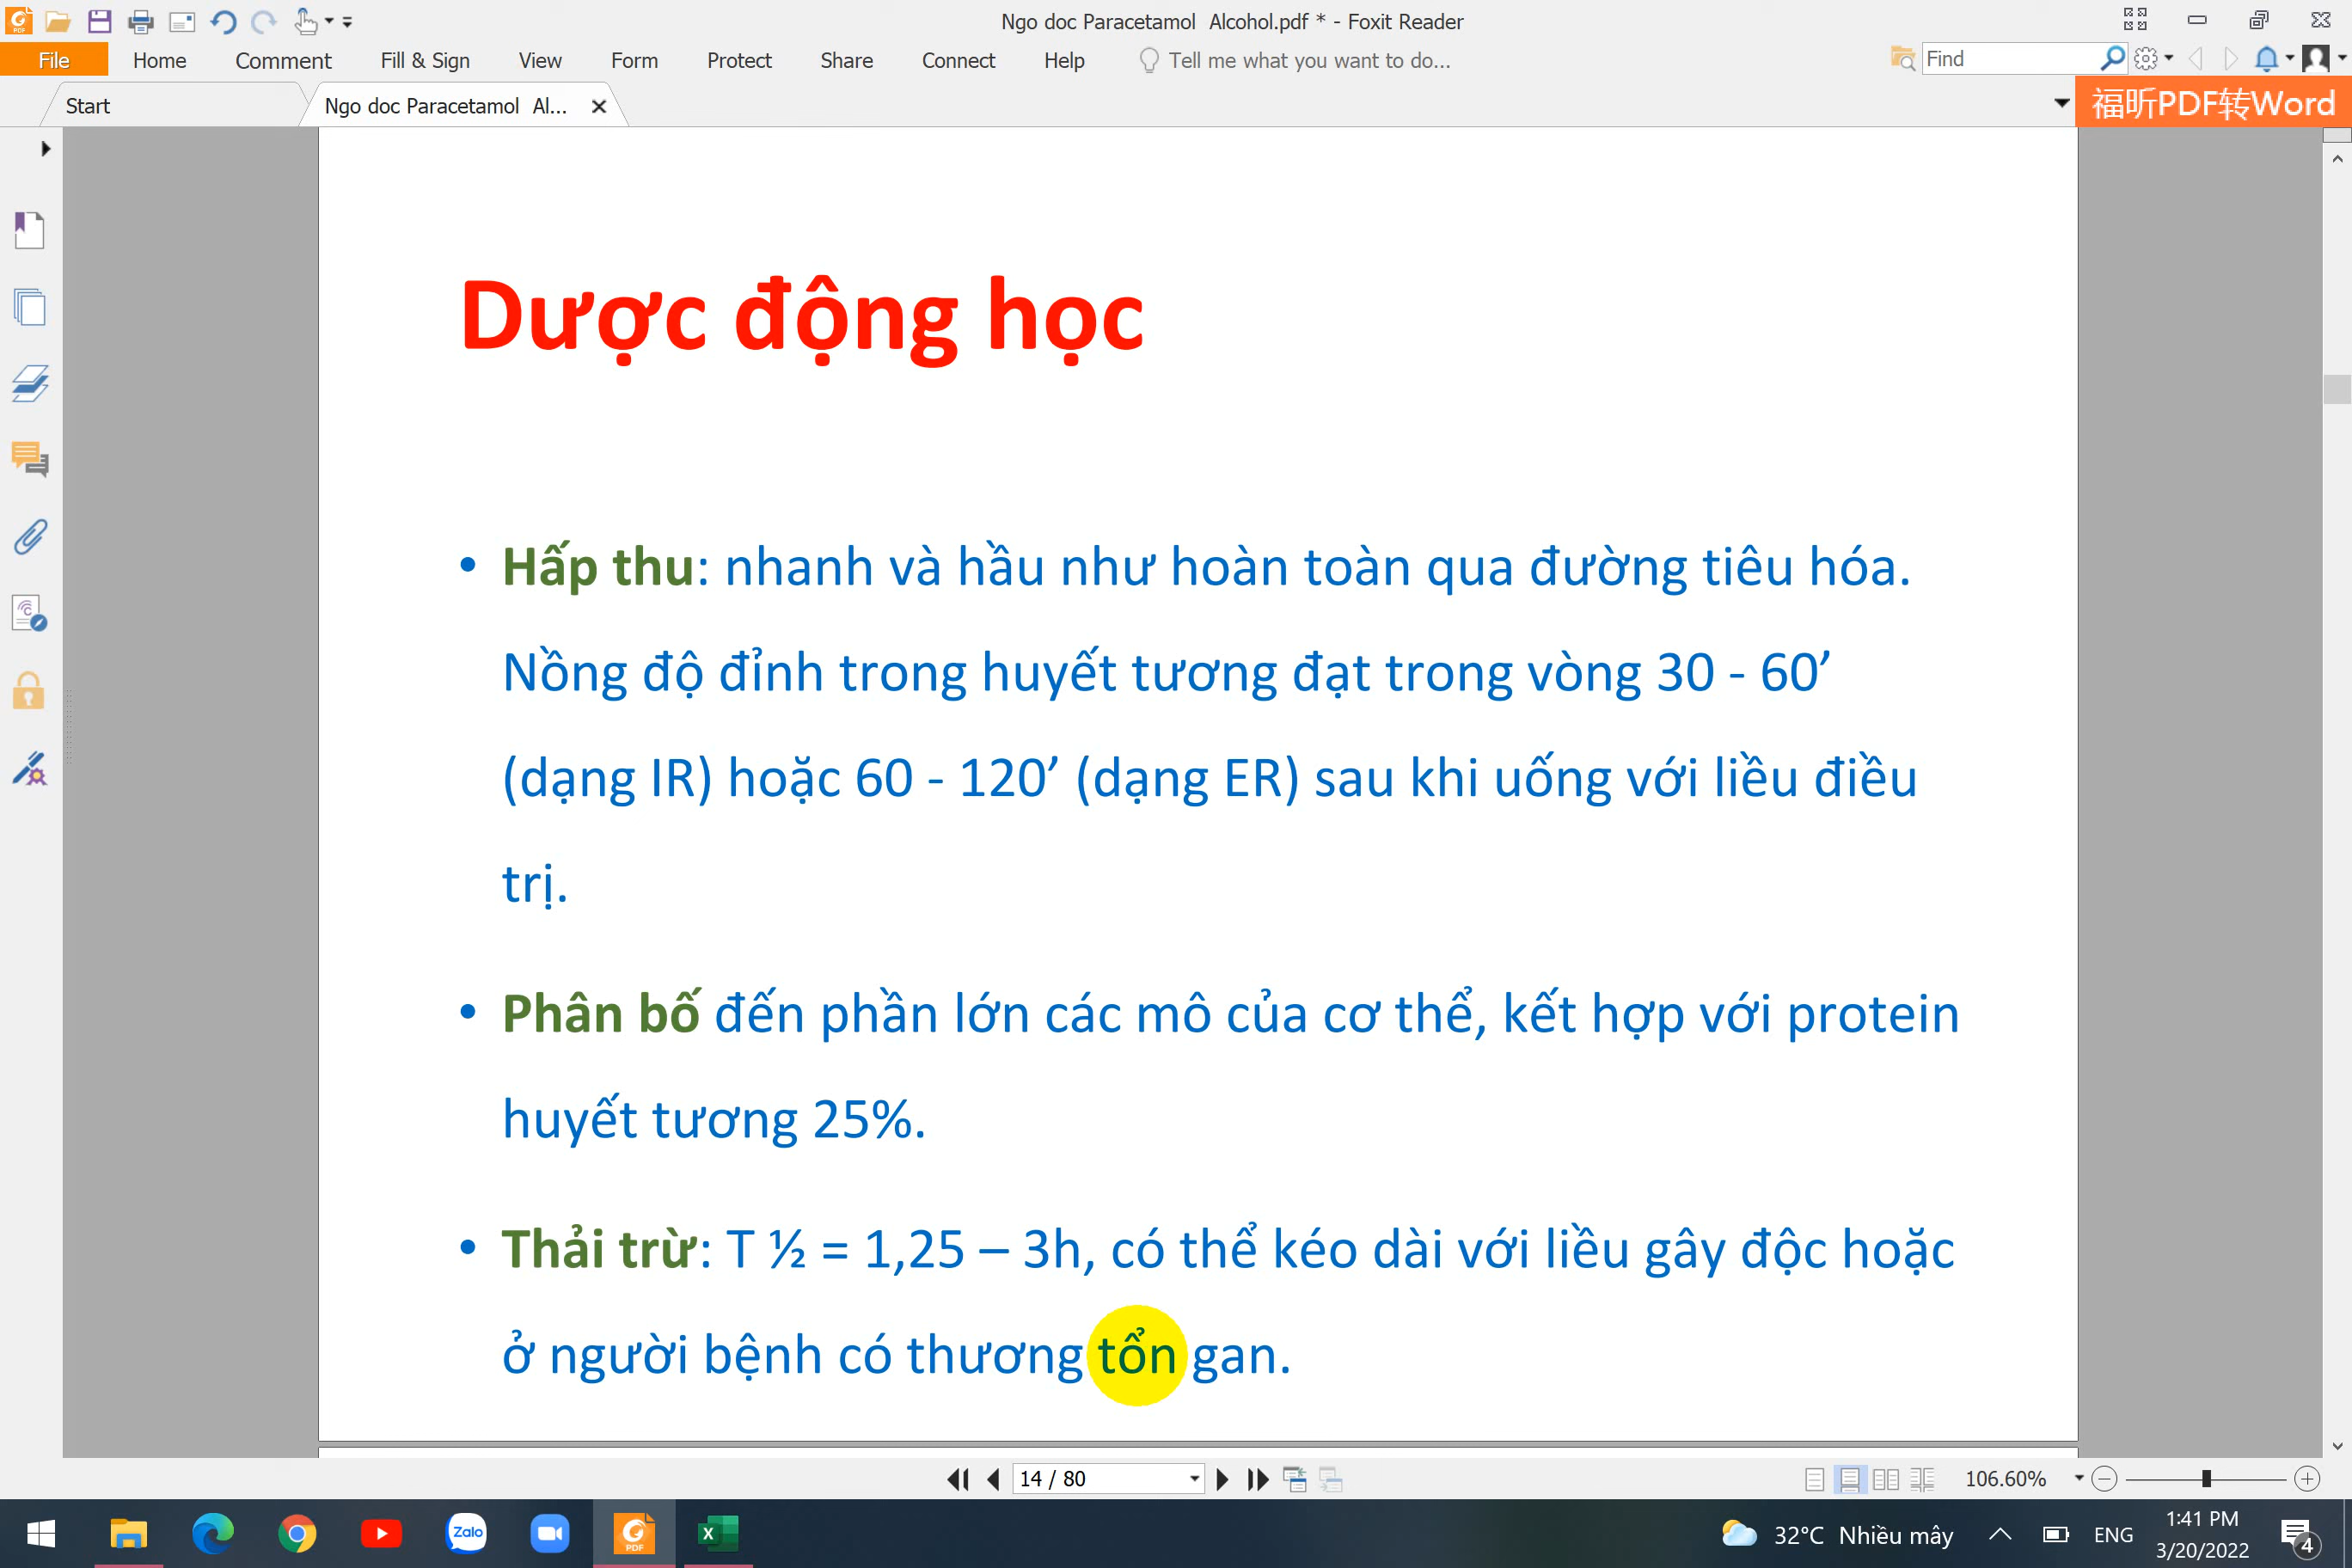 Ngo doc Paracetamol  Alcohol.pdf * - Foxit Reader
File Home Comment Fill & Sign View Form Protect Share Connect Help Tell me what you want to do... Find
Start Ngo doc Paracetamol  Al... 福昕PDF转Word
Dược động học
• Hấp thu: nhanh và hầu như hoàn toàn qua đường tiêu hóa.
Nồng độ đỉnh trong huyết tương đạt trong vòng 30 - 60’
(dạng IR) hoặc 60 - 120’ (dạng ER) sau khi uống với liều điều
trị.
• Phân bố đến phần lớn các mô của cơ thể, kết hợp với protein
huyết tương 25%.
• Thải trừ: T ½ = 1,25 – 3h, có thể kéo dài với liều gây độc hoặc
ở người bệnh có thương tổn gan.
14 / 80 106.60%
Zalo PDF X 32°C Nhiều mây ENG 1:41 PM
3/20/2022 4